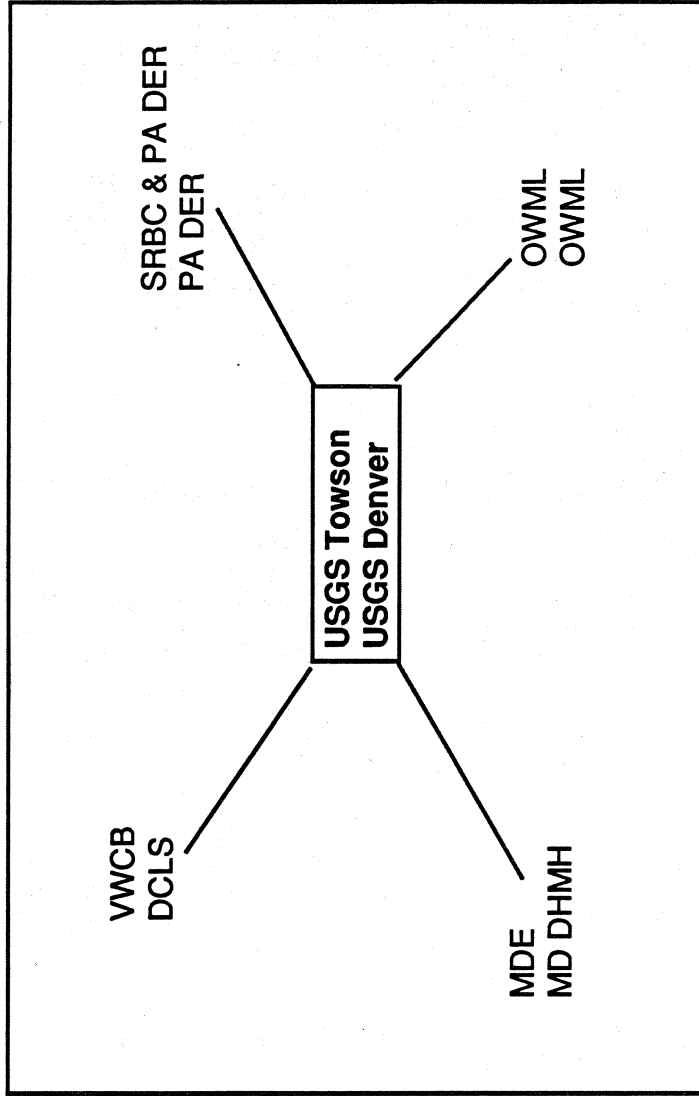 VWCB
DCLS
SRBC & PA DER
PA DER
USGS Towson
USGS Denver
MDE
MD DHMH
OWML
OWML